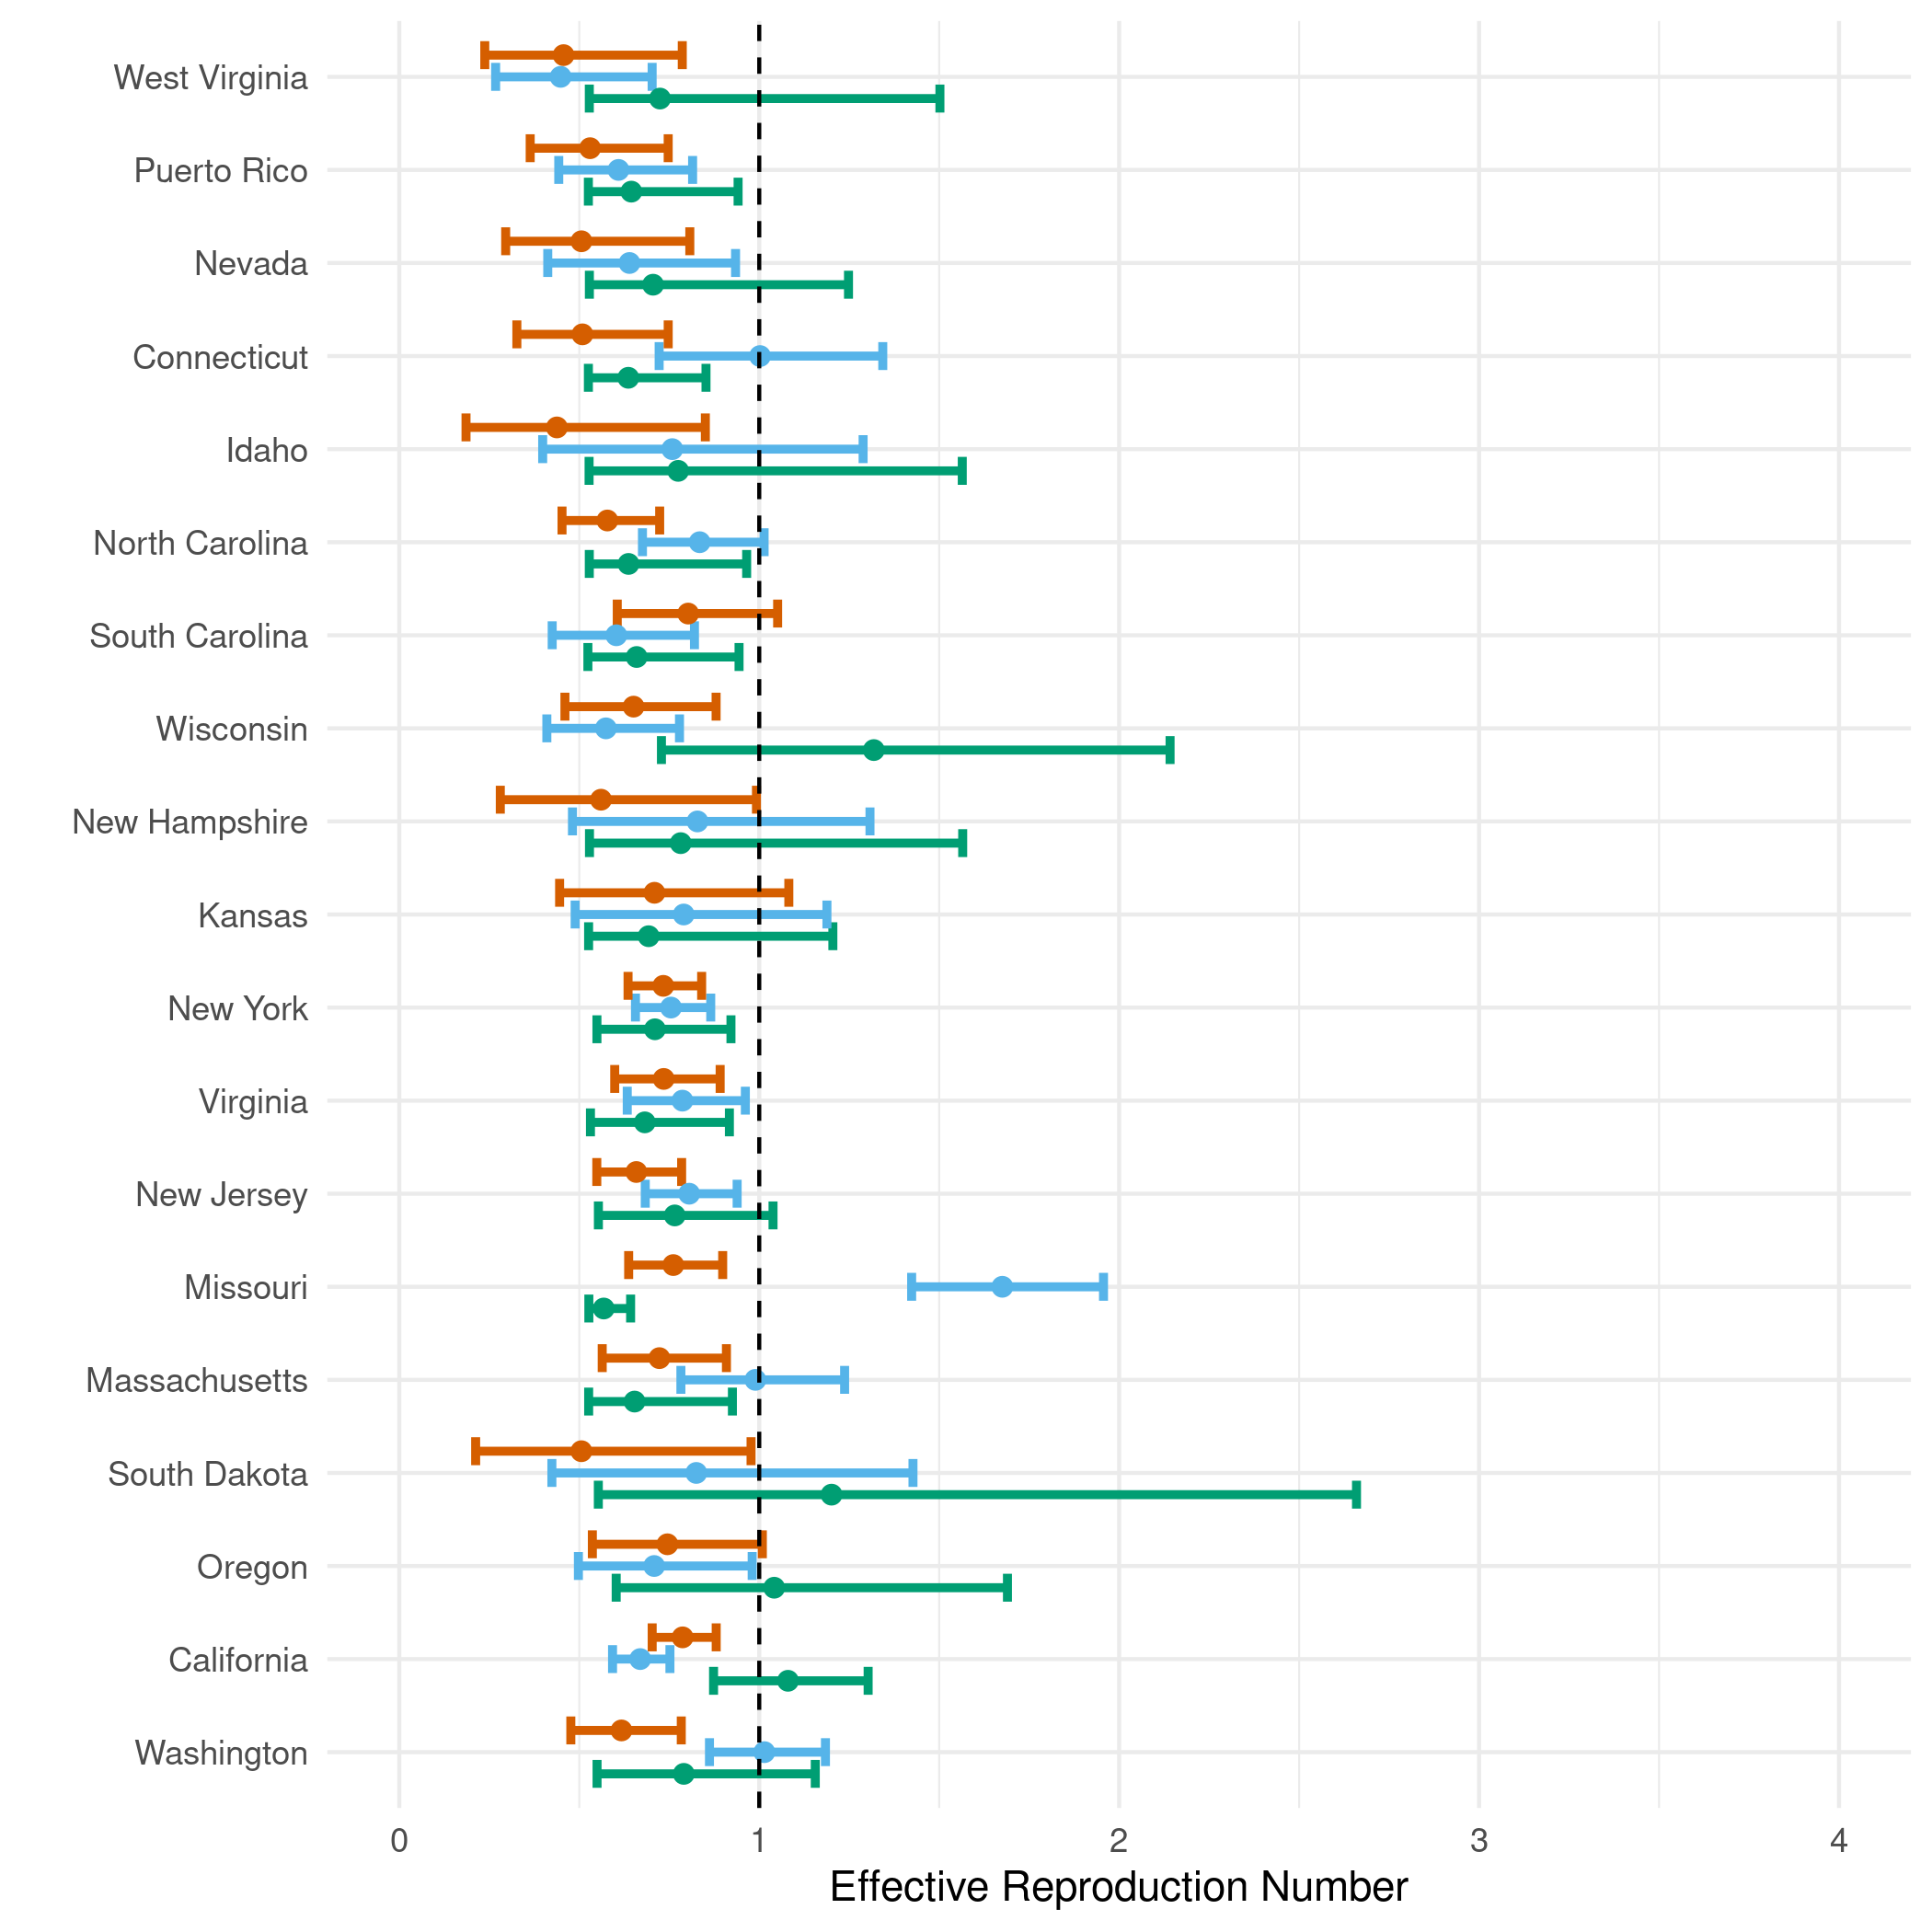 West Virginia
Puerto Rico
Nevada
Connecticut
Idaho
North Carolina
South Carolina
Wisconsin
New Hampshire
Kansas
New York
Virginia
New Jersey
Missouri
Massachusetts
South Dakota
Oregon
California
Washington
0 1 2 3 4
Effective Reproduction Number